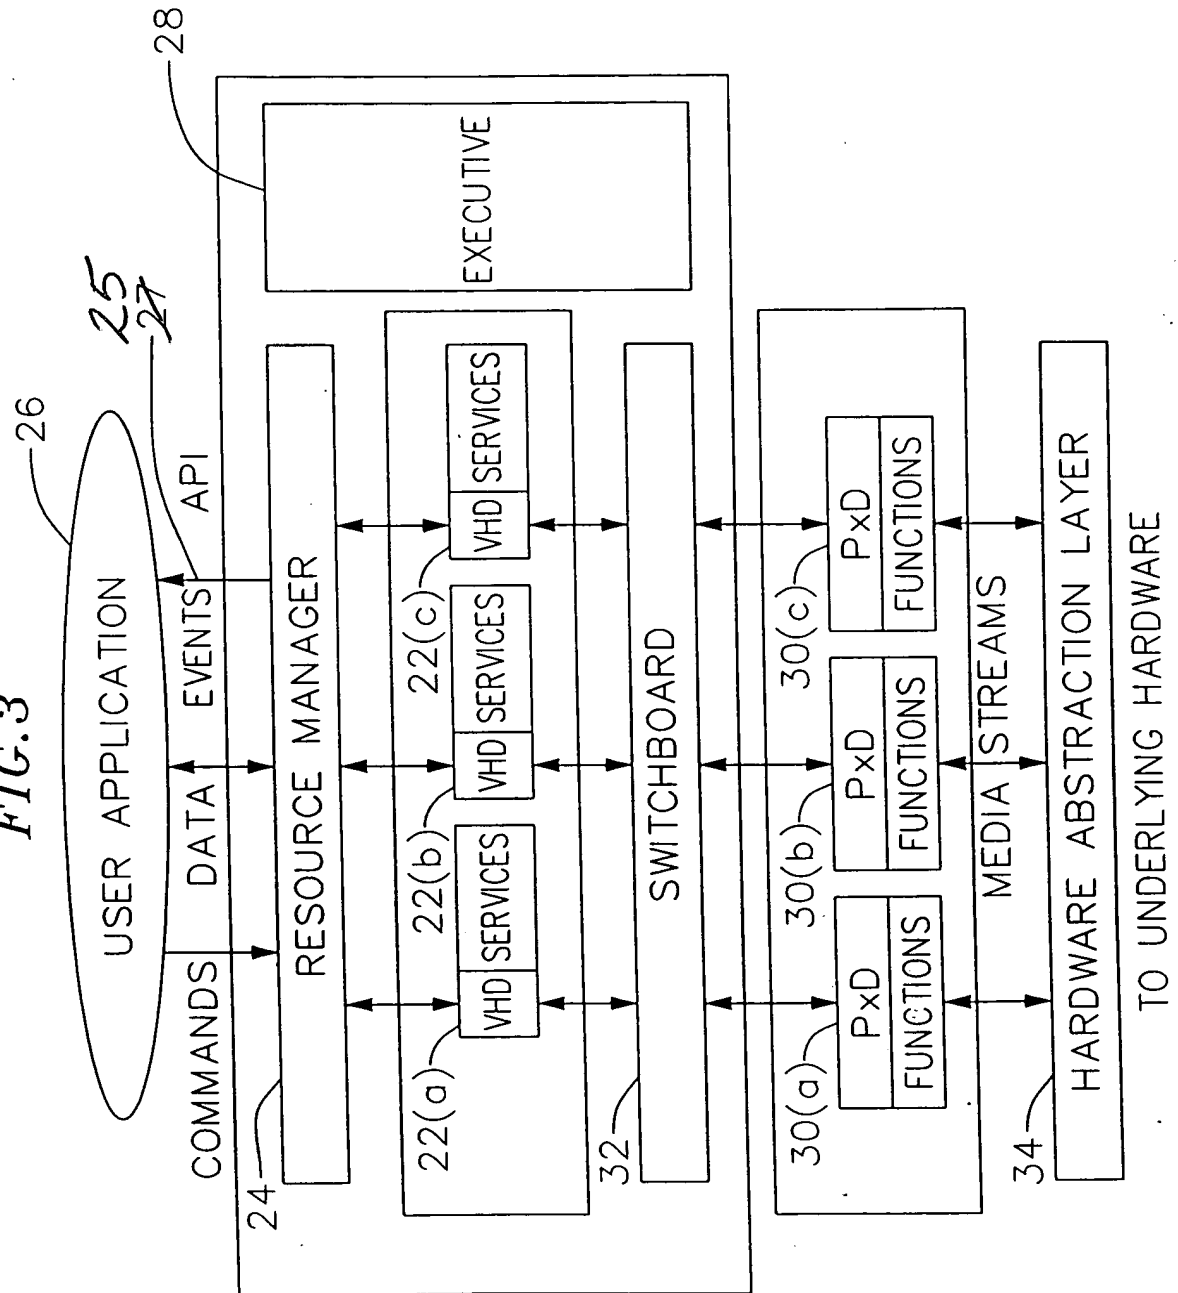 FIG.3
26
USER APPLICATION
25
27
COMMANDS
DATA
EVENTS
API
28
24
RESOURCE MANAGER
EXECUTIVE
22(a)
VHD SERVICES
22(b)
VHD SERVICES
22(c)
VHD SERVICES
32
SWITCHBOARD
30(a)
PxD
FUNCTIONS
30(b)
PxD
FUNCTIONS
30(c)
PxD
FUNCTIONS
MEDIA STREAMS
34
HARDWARE ABSTRACTION LAYER
TO UNDERLYING HARDWARE